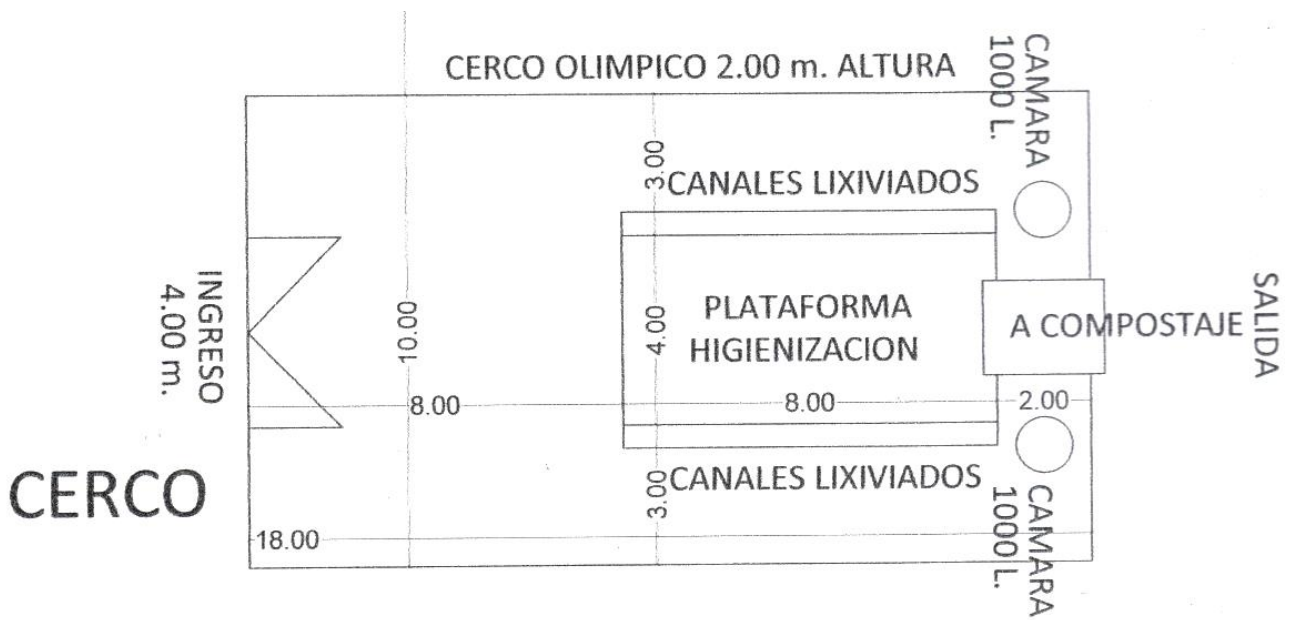 CERCO OLIMPICO 2.00 m. ALTURA
CAMARA
1000 L.
3.00
CANALES LIXIVIADOS
INGRESO
4.00 m.
10.00
4.00
PLATAFORMA
HIGIENIZACION
A COMPOSTAJE
SALIDA
8.00
8.00
2.00
CERCO
3.00
CANALES LIXIVIADOS
CAMARA
1000 L.
18.00